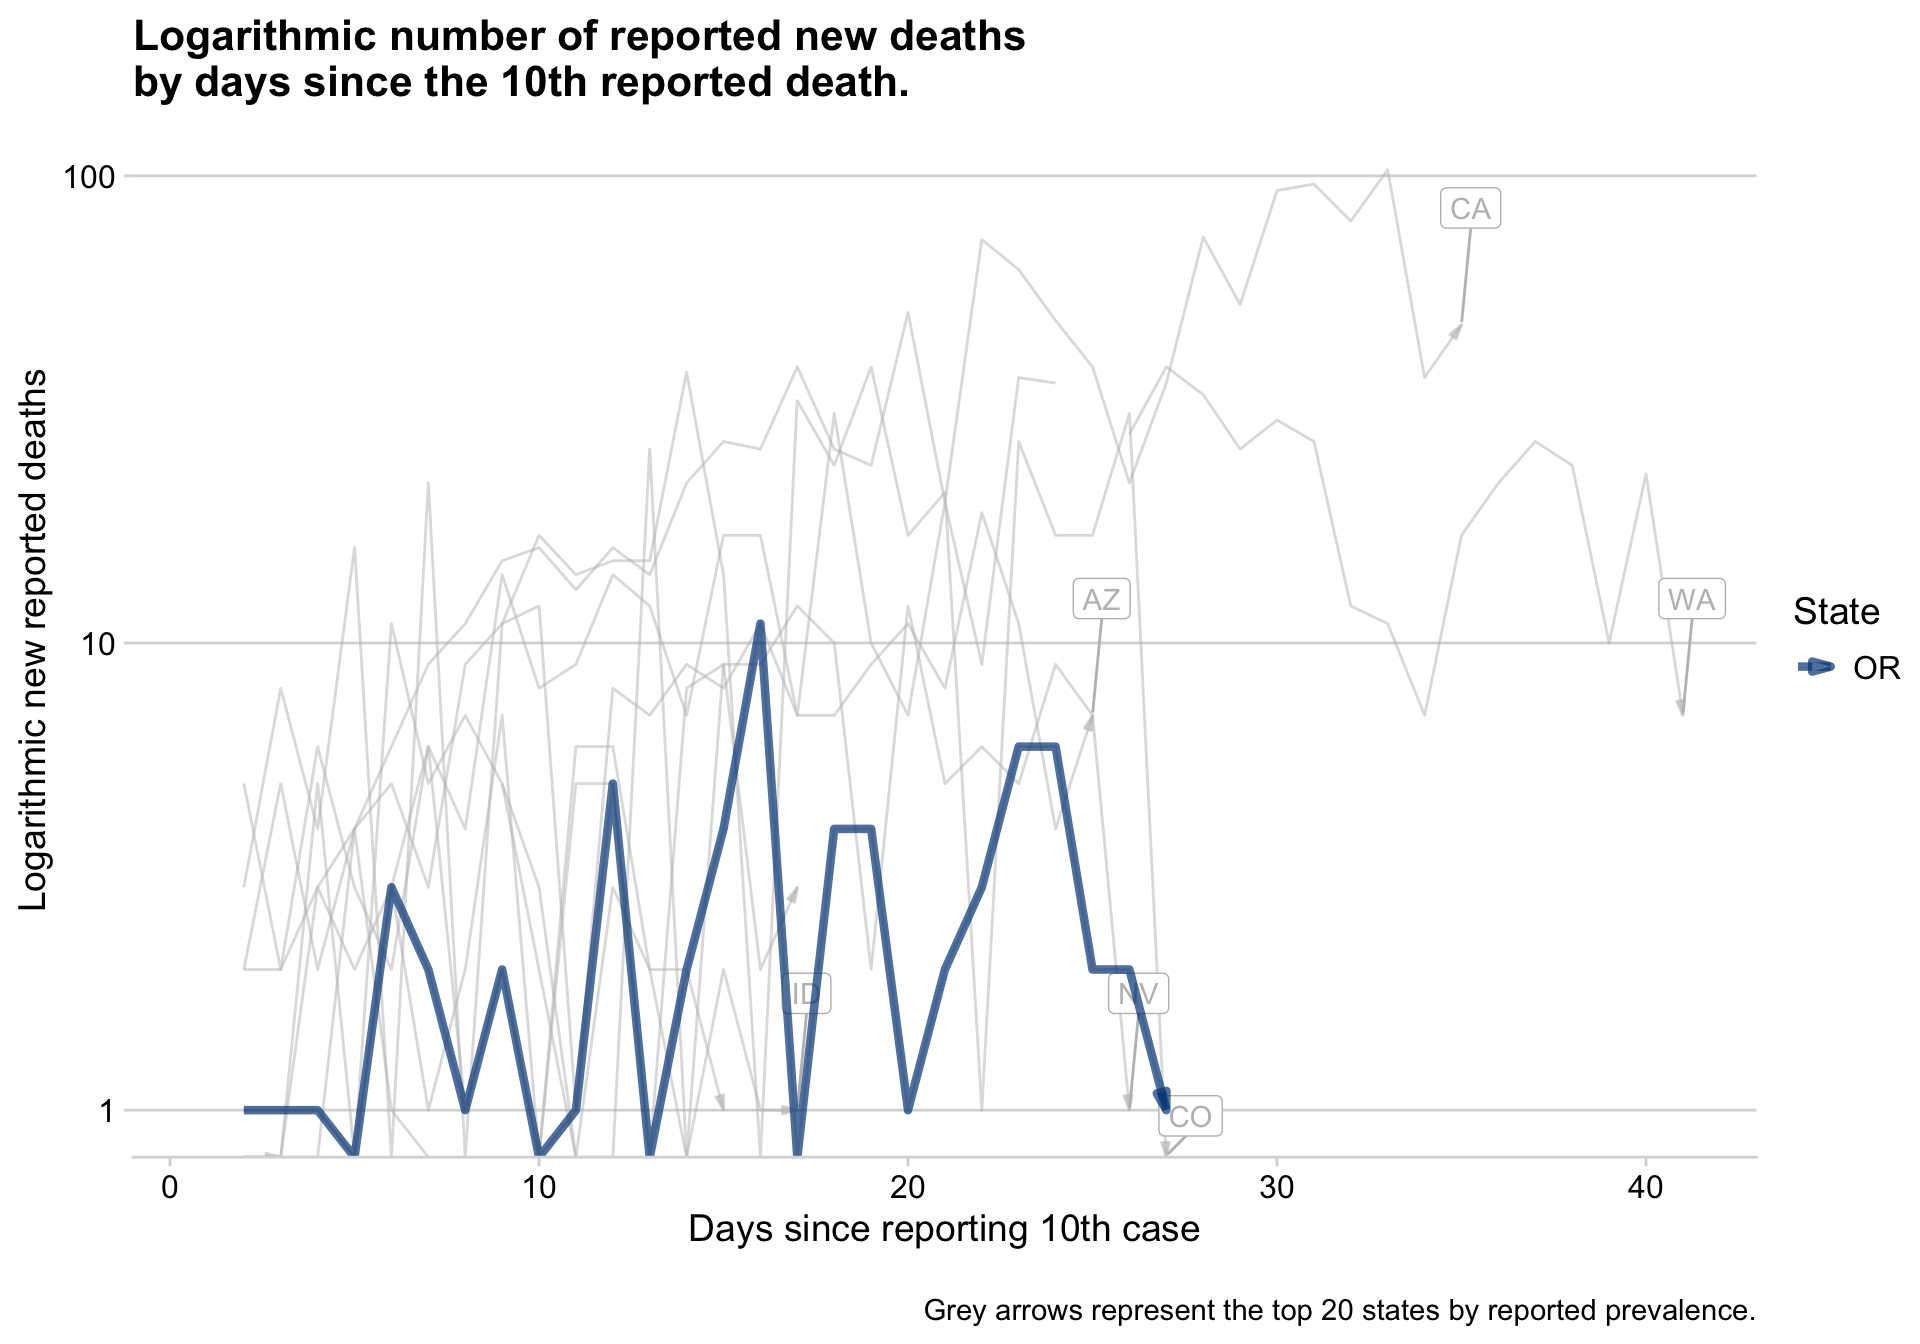 Logarithmic number of reported new deaths
by days since the 10th reported death.
100
10
1
Logarithmic new reported deaths
CA
AZ
WA
ID
NV
CO
State
OR
0 10 20 30 40
Days since reporting 10th case
Grey arrows represent the top 20 states by reported prevalence.